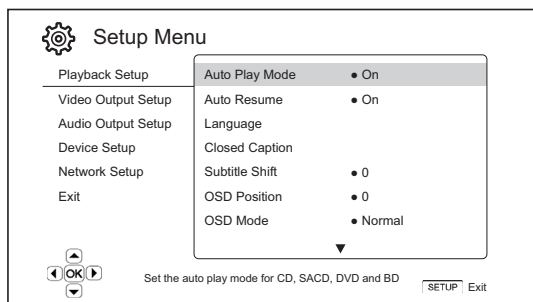 Setup Menu
Playback Setup
Video Output Setup
Audio Output Setup
Device Setup
Network Setup
Exit
Auto Play Mode ● On
Auto Resume ● On
Language
Closed Caption
Subtitle Shift ● 0
OSD Position ● 0
OSD Mode ● Normal
OK
Set the auto play mode for CD, SACD, DVD and BD
SETUP Exit